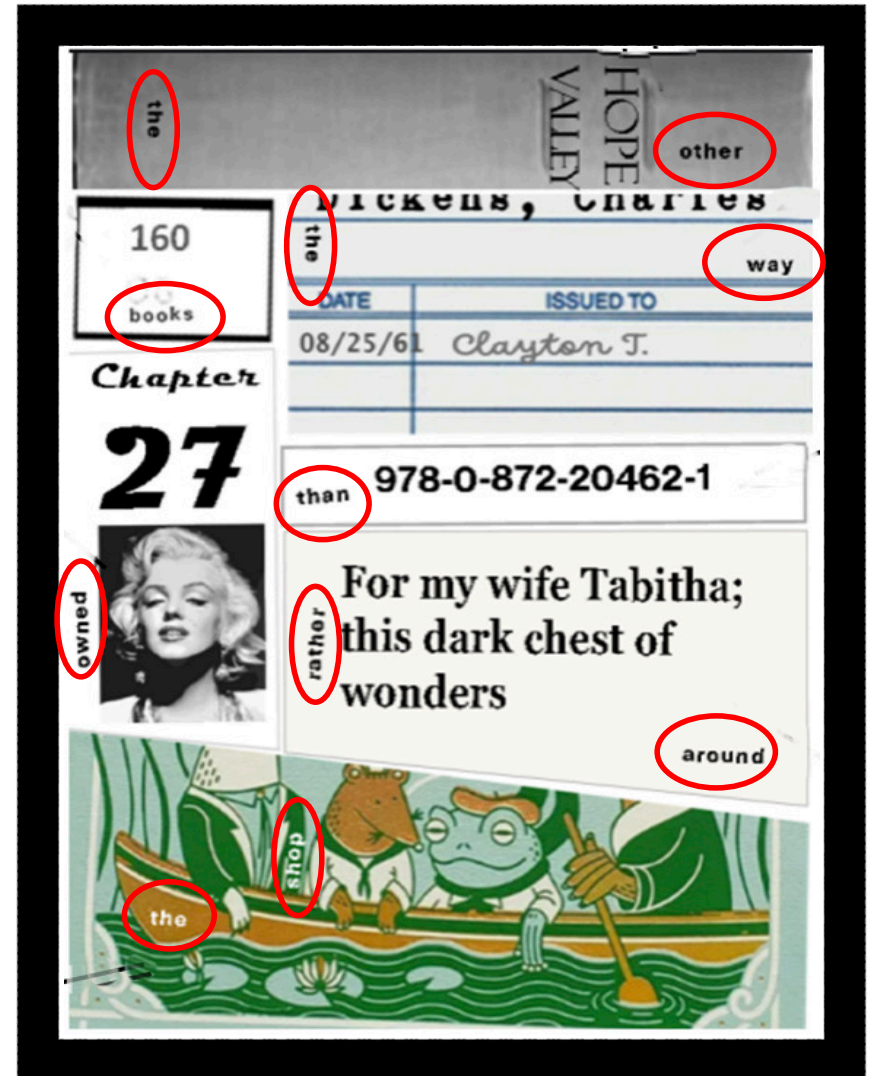 the
HOPE
VALLEY
other
160
books
Dickens, Charles
the
way
DATE ISSUED TO
08/25/61 Clayton T.
Chapter
27
978-0-872-20462-1
than
owned
For my wife Tabitha;
this dark chest of
wonders
rather
around
shop
the